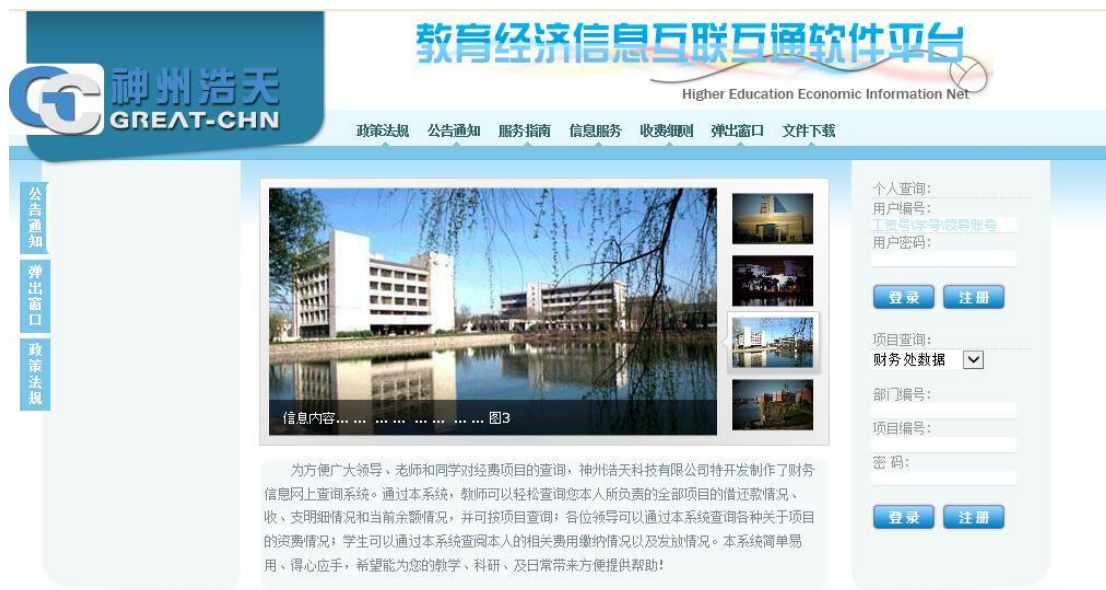 教育经济信息互联互通软件平台
Higher Education Economic Information Net
神州浩天
GREAT-CHN
政策法规 公告通知 服务指南 信息服务 收费细则 弹出窗口 文件下载
公告通知
弹出窗口
政策法规
信息内容... ... ... ... ... ... ... ... 图3
为方便广大领导、老师和同学对经费项目的查询，神州浩天科技有限公司特开发制作了财务
信息网上查询系统。通过本系统，教师可以轻松查询您本人所负责的全部项目的借还款情况、
收、支明细情况和当前余额情况，并可按项目查询；各位领导可以通过本系统查询各种关于项目
的资费情况；学生可以通过本系统查阅本人的相关费用缴纳情况以及发放情况。本系统简单易
用、得心应手，希望能为您的教学、科研、及日常带来方便提供帮助！
个人查询:
用户编号:
工资号\学号\领导账号
用户密码:
登录 注册
项目查询:
财务处数据
部门编号:
项目编号:
密 码:
登录 注册